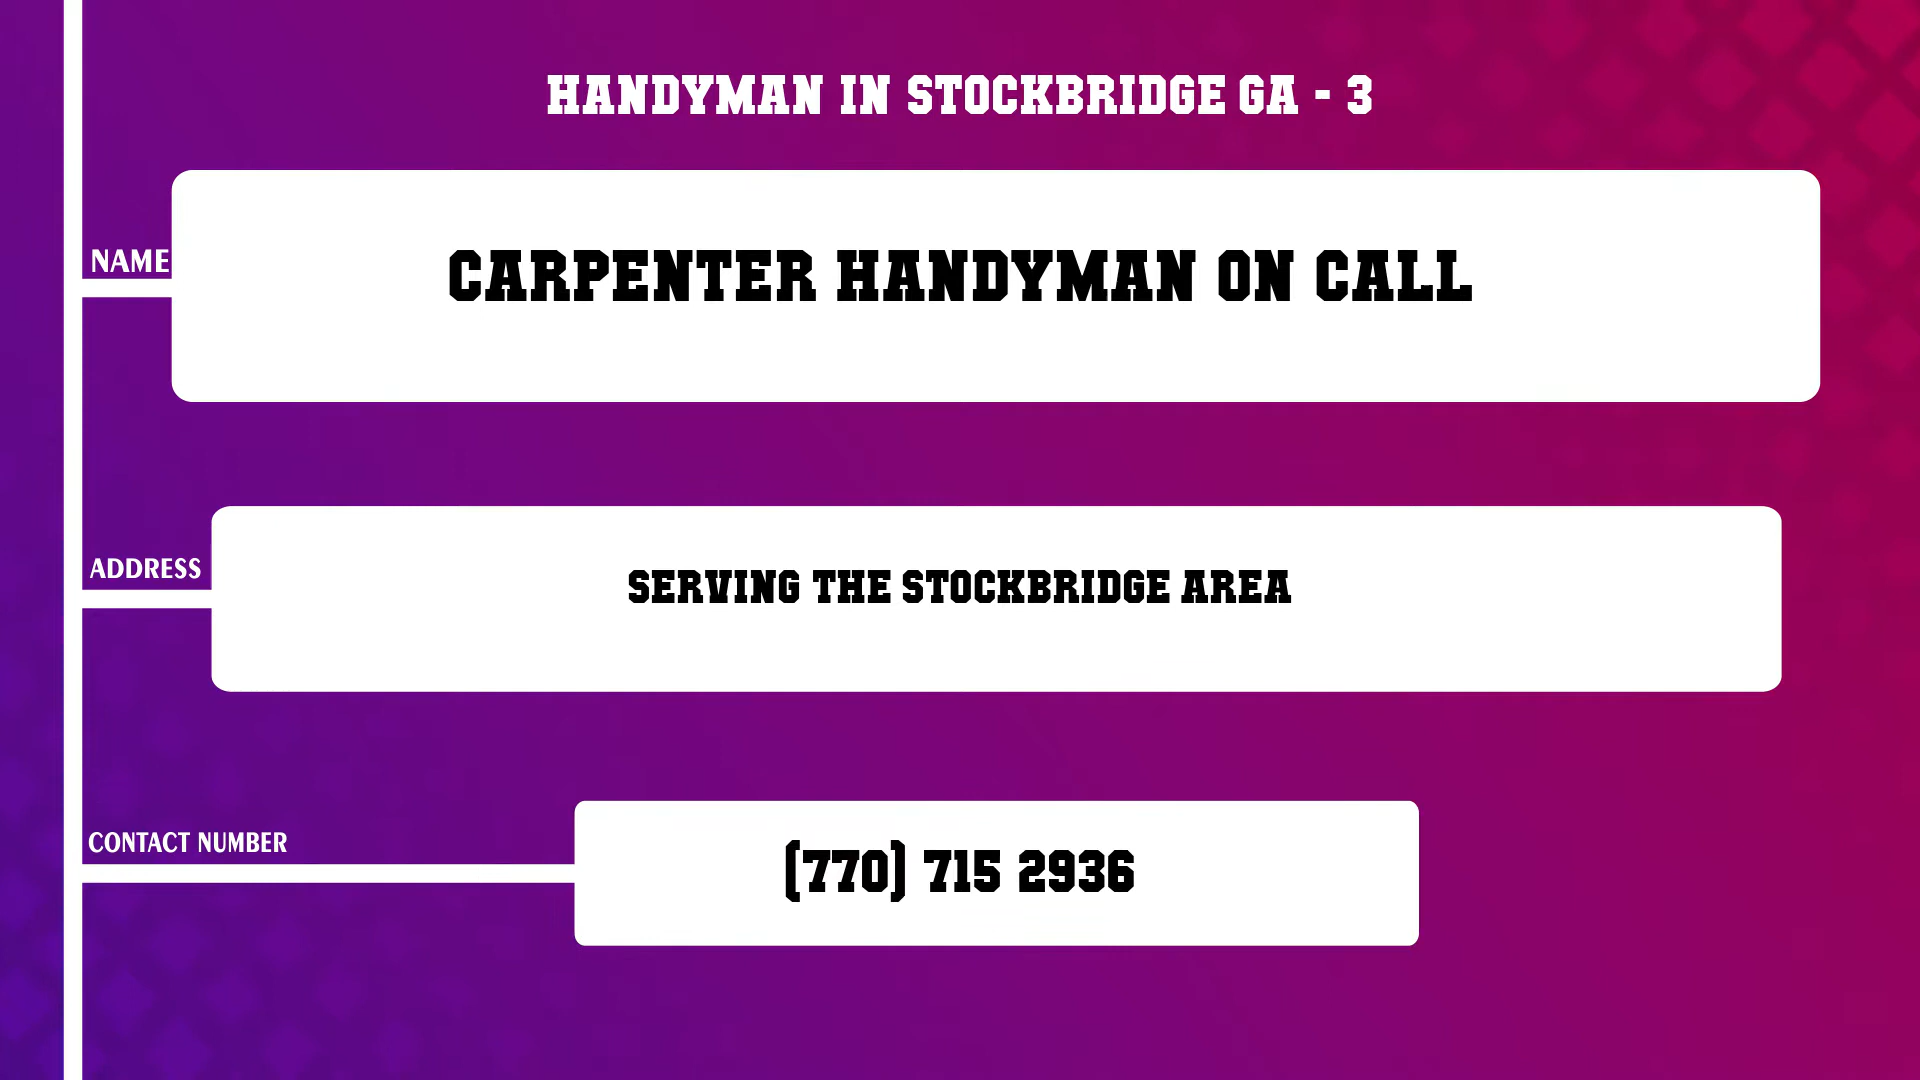 HANDYMAN IN STOCKBRIDGE GA - 3
NAME
CARPENTER HANDYMAN ON CALL
ADDRESS
SERVING THE STOCKBRIDGE AREA
CONTACT NUMBER
(770) 715 2936